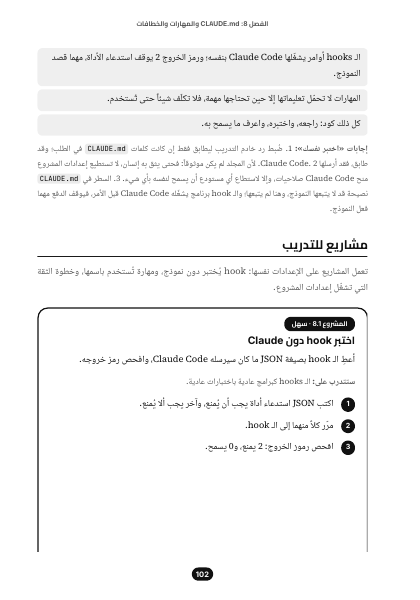 الفصل 8: CLAUDE.md والمهارات والخطافات
الـ hooks أوامر يشغّلها Claude Code بنفسه؛ ورمز الخروج 2 يوقف استدعاء الأداة، مهما قصد
النموذج.
المهارات لا تحمّل تعليماتها إلا حين تحتاجها مهمة، فلا تكلّف شيئاً حتى تُستخدم.
كل ذلك كود: راجعه، واختبره، واعرف ما يسمح به.
إجابات «اختبر نفسك»: 1. ضُبط رد خادم التدريب ليطابق فقط إن كانت كلمات CLAUDE.md في الطلب؛ وقد
طابق، فقد أرسلها Claude Code. 2. لأن المجلد لم يكن موثوقاً: فحتى يثق به إنسان، لا تستطيع إعدادات المشروع
منح Claude Code صلاحيات، وإلا لاستطاع أي مستودع أن يسمح لنفسه بأي شيء. 3. السطر في CLAUDE.md
نصيحة قد لا يتبعها النموذج، وهنا لم يتبعها؛ والـ hook برنامج يشغّله Claude Code قبل الأمر، فيوقف الدفع مهما
فعل النموذج.
مشاريع للتدريب
تعمل المشاريع على الإعدادات نفسها: hook يُختبر دون نموذج، ومهارة تُستخدم باسمها، وخطوة الثقة
التي تشغّل إعدادات المشروع.
المشروع 8.1 · سهل
اختبر hook دون Claude
أعطِ الـ hook بصيغة JSON ما كان سيرسله Claude Code، وافحص رمز خروجه.
ستتدرب على: الـ hooks كبرامج عادية باختبارات عادية.
1 اكتب JSON استدعاء أداة يجب أن يُمنع، وآخر يجب ألا يُمنع.
2 مرّر كلاً منهما إلى الـ hook.
3 افحص رموز الخروج: 2 يمنع، و0 يسمح.
102